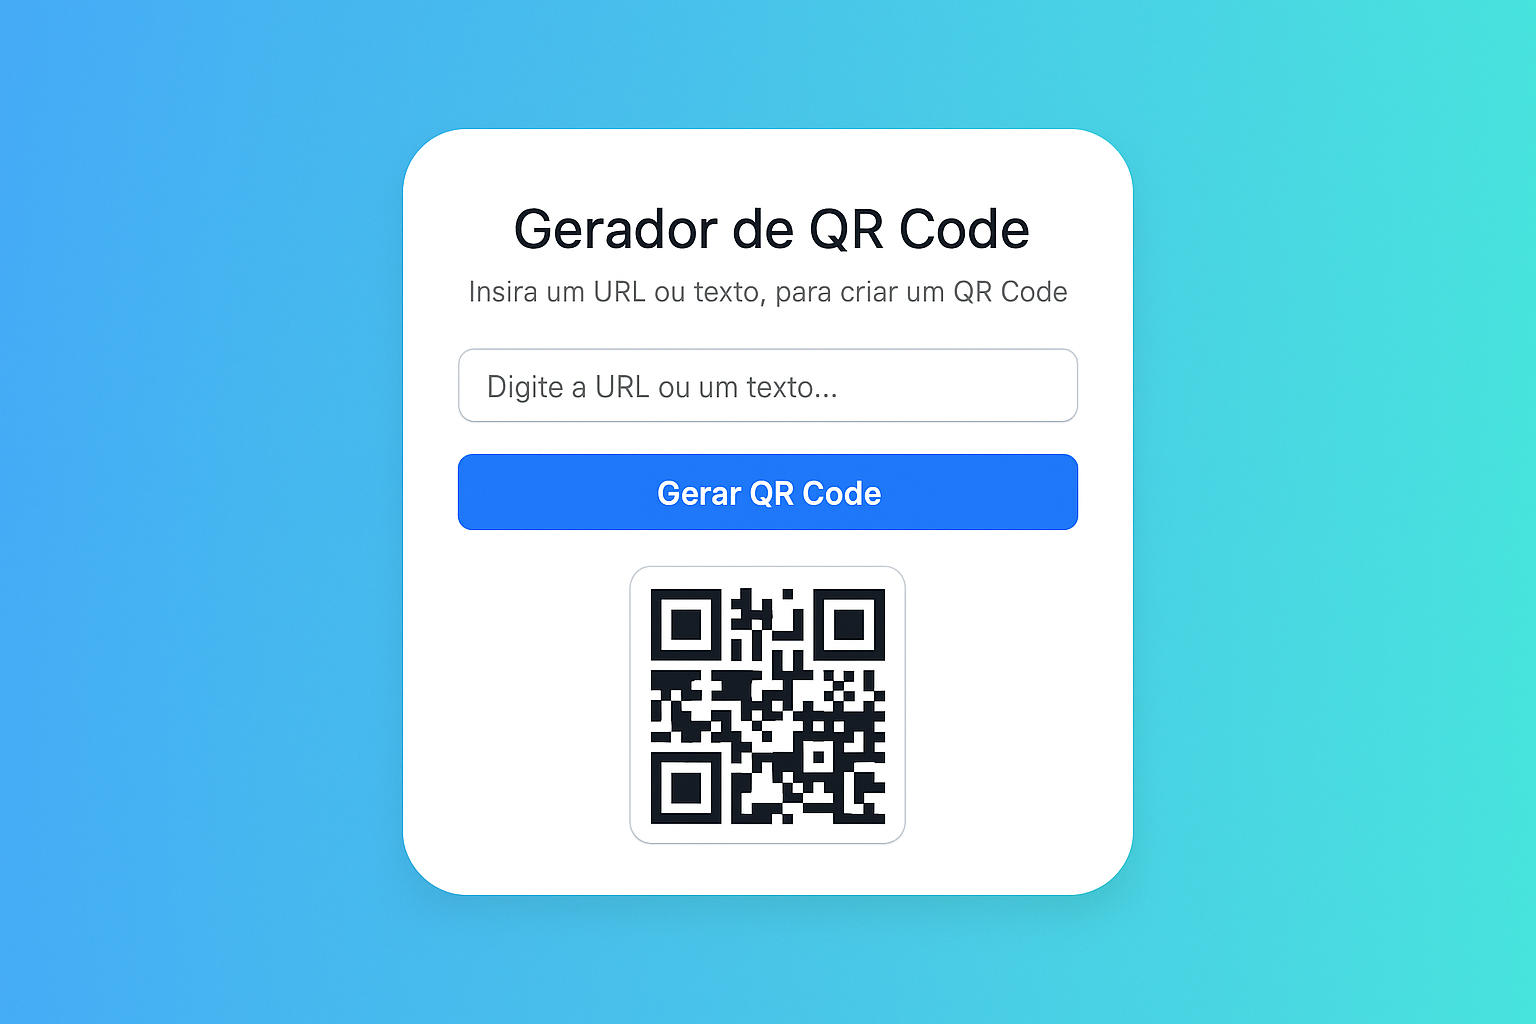 Gerador de QR Code
Insira um URL ou texto, para criar um QR Code
Digite a URL ou um texto...
Gerar QR Code